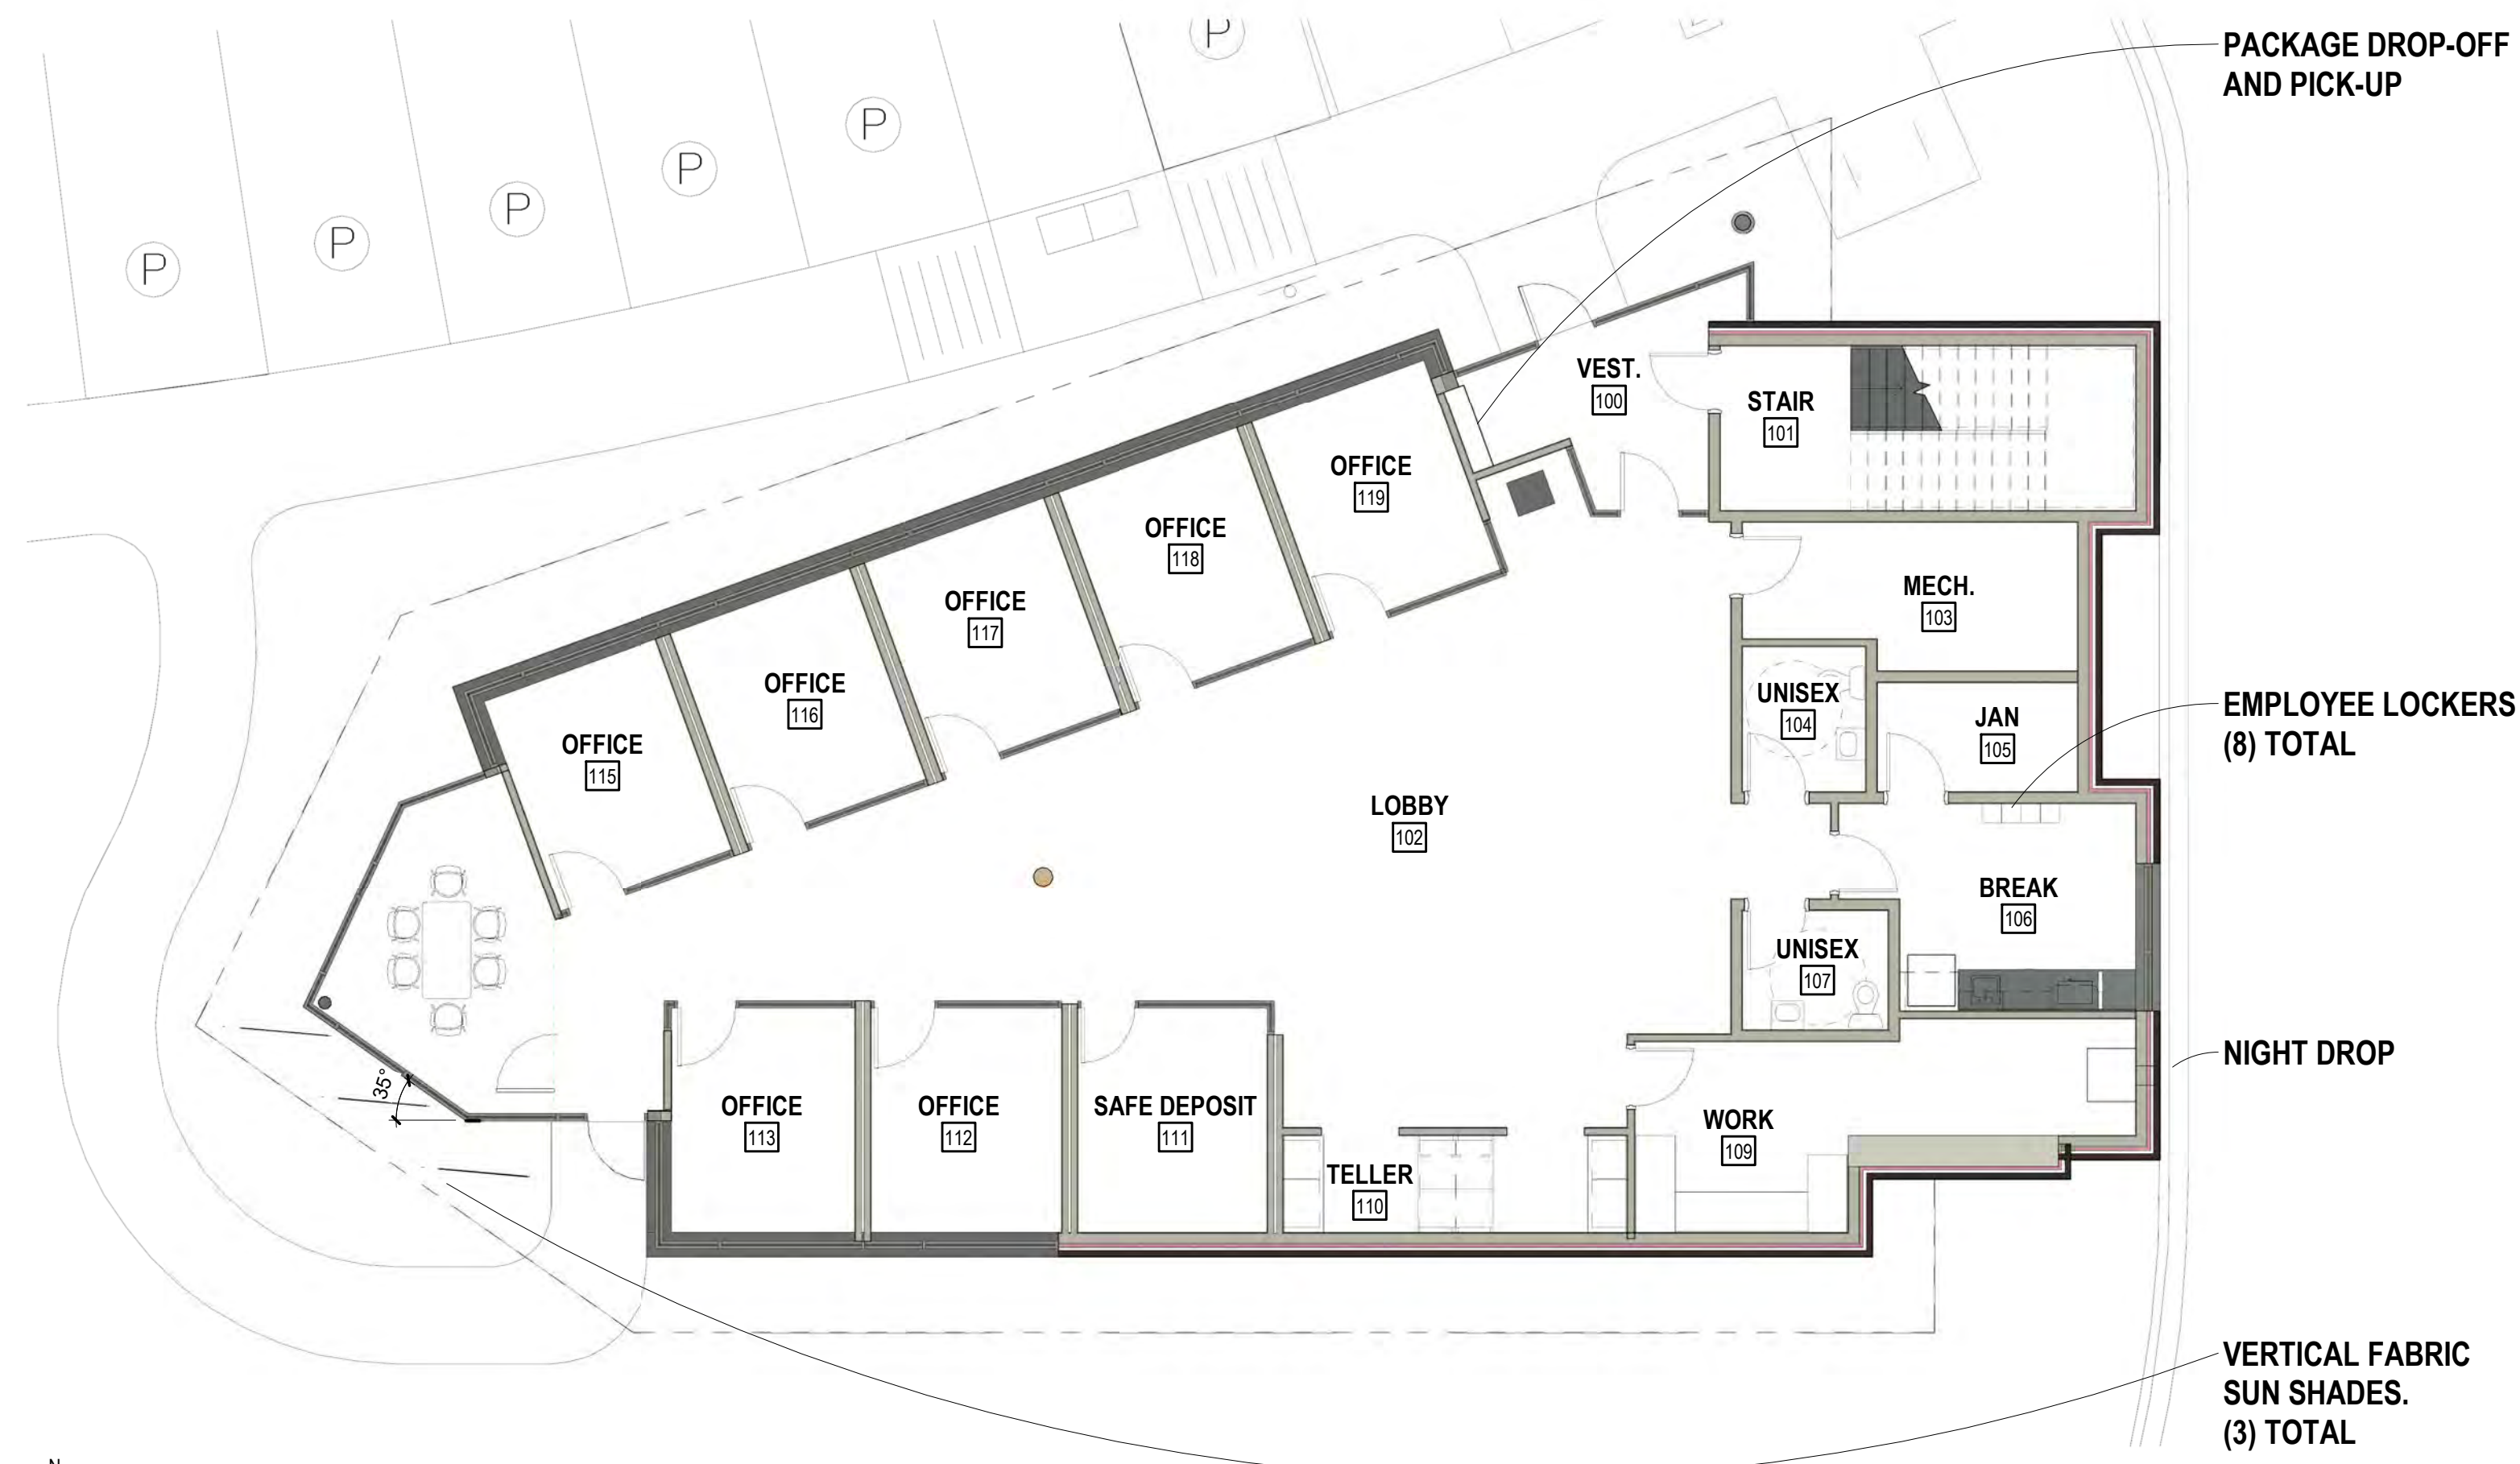 P
PACKAGE DROP-OFF
AND PICK-UP
P
P
P
P
P
VEST.
100
STAIR
101
OFFICE
119
OFFICE
118
MECH.
103
OFFICE
117
OFFICE
116
UNISEX
104
JAN
105
EMPLOYEE LOCKERS
(8) TOTAL
OFFICE
115
LOBBY
102
BREAK
106
UNISEX
107
NIGHT DROP
35°
OFFICE
113
OFFICE
112
SAFE DEPOSIT
111
WORK
109
TELLER
110
VERTICAL FABRIC
SUN SHADES.
(3) TOTAL
N